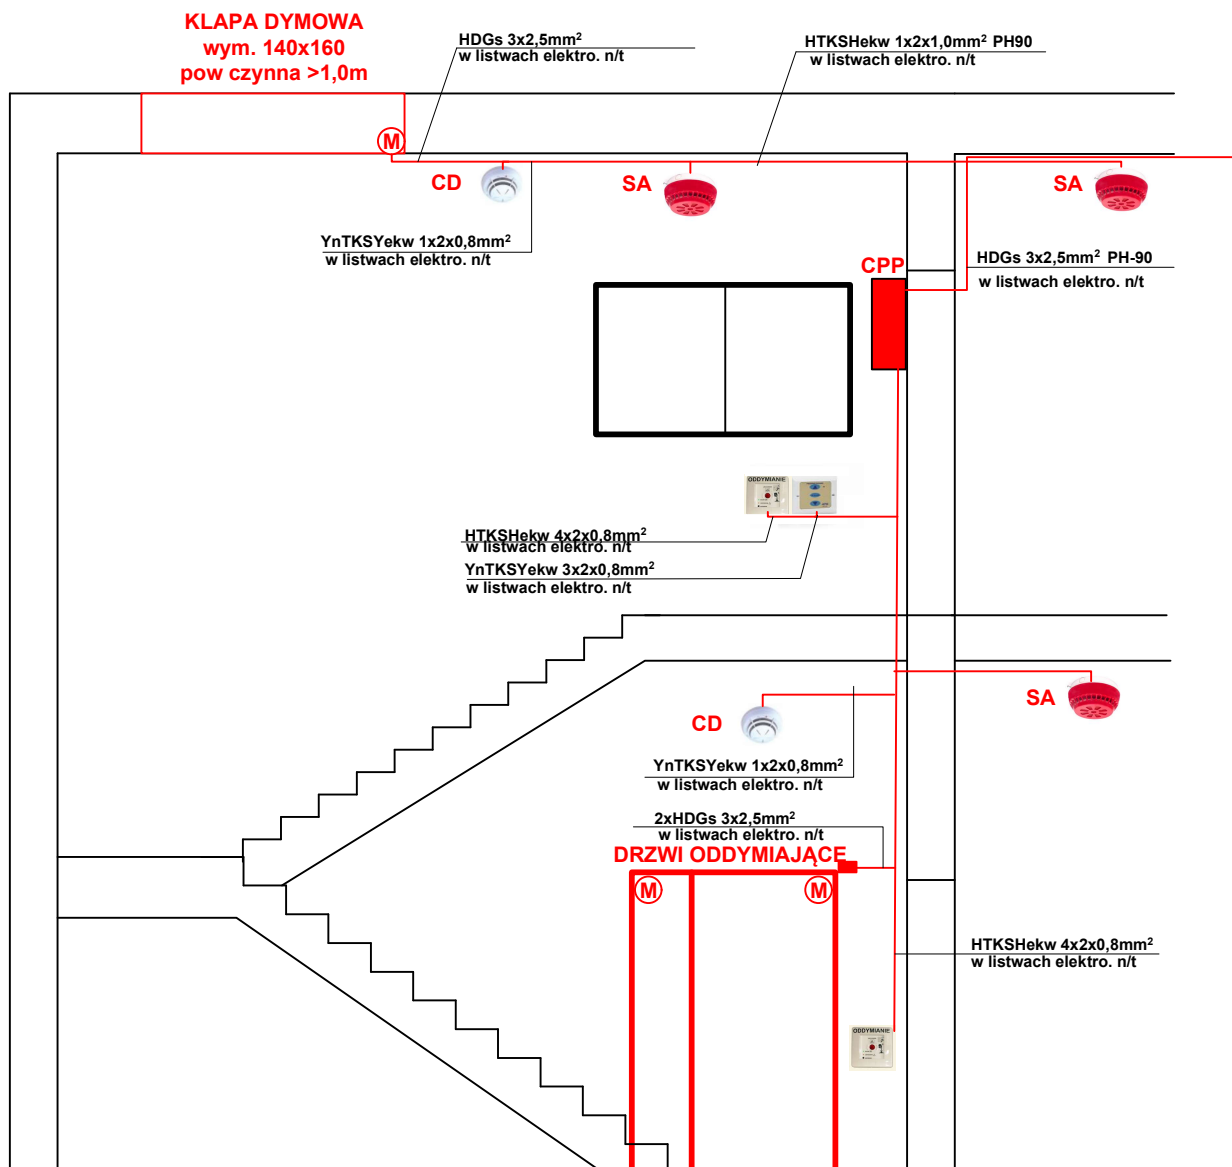 KLAPA DYMOWA
wym. 140x160
pow czynna >1,0m
HDGs 3x2,5mm²
w listwach elektro. n/t
HTKSHekw 1x2x1,0mm² PH90
w listwach elektro. n/t
M
CD
SA
SA
YnTKSYekw 1x2x0,8mm²
w listwach elektro. n/t
CPP
HDGs 3x2,5mm² PH-90
w listwach elektro. n/t
ODDYMIANIE
HTKSHekw 4x2x0,8mm²
w listwach elektro. n/t
YnTKSYekw 3x2x0,8mm²
w listwach elektro. n/t
CD
SA
YnTKSYekw 1x2x0,8mm²
w listwach elektro. n/t
2xHDGs 3x2,5mm²
w listwach elektro. n/t
DRZWI ODDYMIAJĄCE
M
M
HTKSHekw 4x2x0,8mm²
w listwach elektro. n/t
ODDYMIANIE